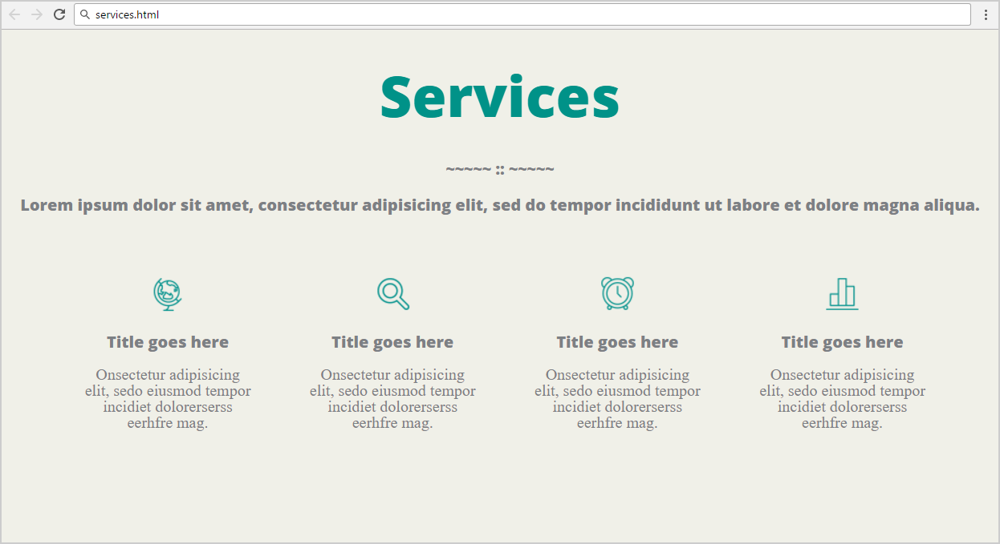 services.html
Services
~~~~~ :: ~~~~~
Lorem ipsum dolor sit amet, consectetur adipisicing elit, sed do tempor incididunt ut labore et dolore magna aliqua.
Title goes here
Onsectetur adipisicing
elit, sedo eiusmod tempor
incidiet dolorerserss
eerhfre mag.
Title goes here
Onsectetur adipisicing
elit, sedo eiusmod tempor
incidiet dolorerserss
eerhfre mag.
Title goes here
Onsectetur adipisicing
elit, sedo eiusmod tempor
incidiet dolorerserss
eerhfre mag.
Title goes here
Onsectetur adipisicing
elit, sedo eiusmod tempor
incidiet dolorerserss
eerhfre mag.